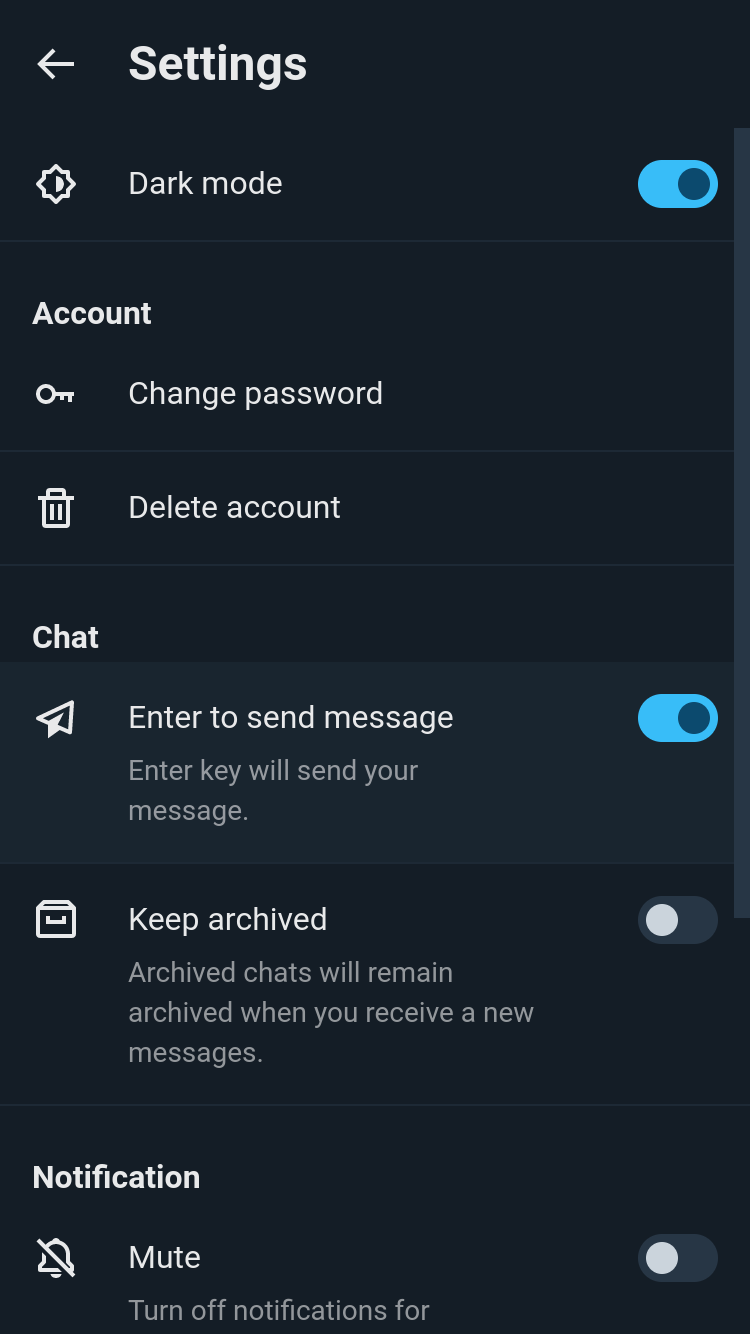 Settings
Dark mode
Account
Change password
Delete account
Chat
Enter to send message
Enter key will send your
message.
Keep archived
Archived chats will remain
archived when you receive a new
messages.
Notification
Mute
Turn off notifications for